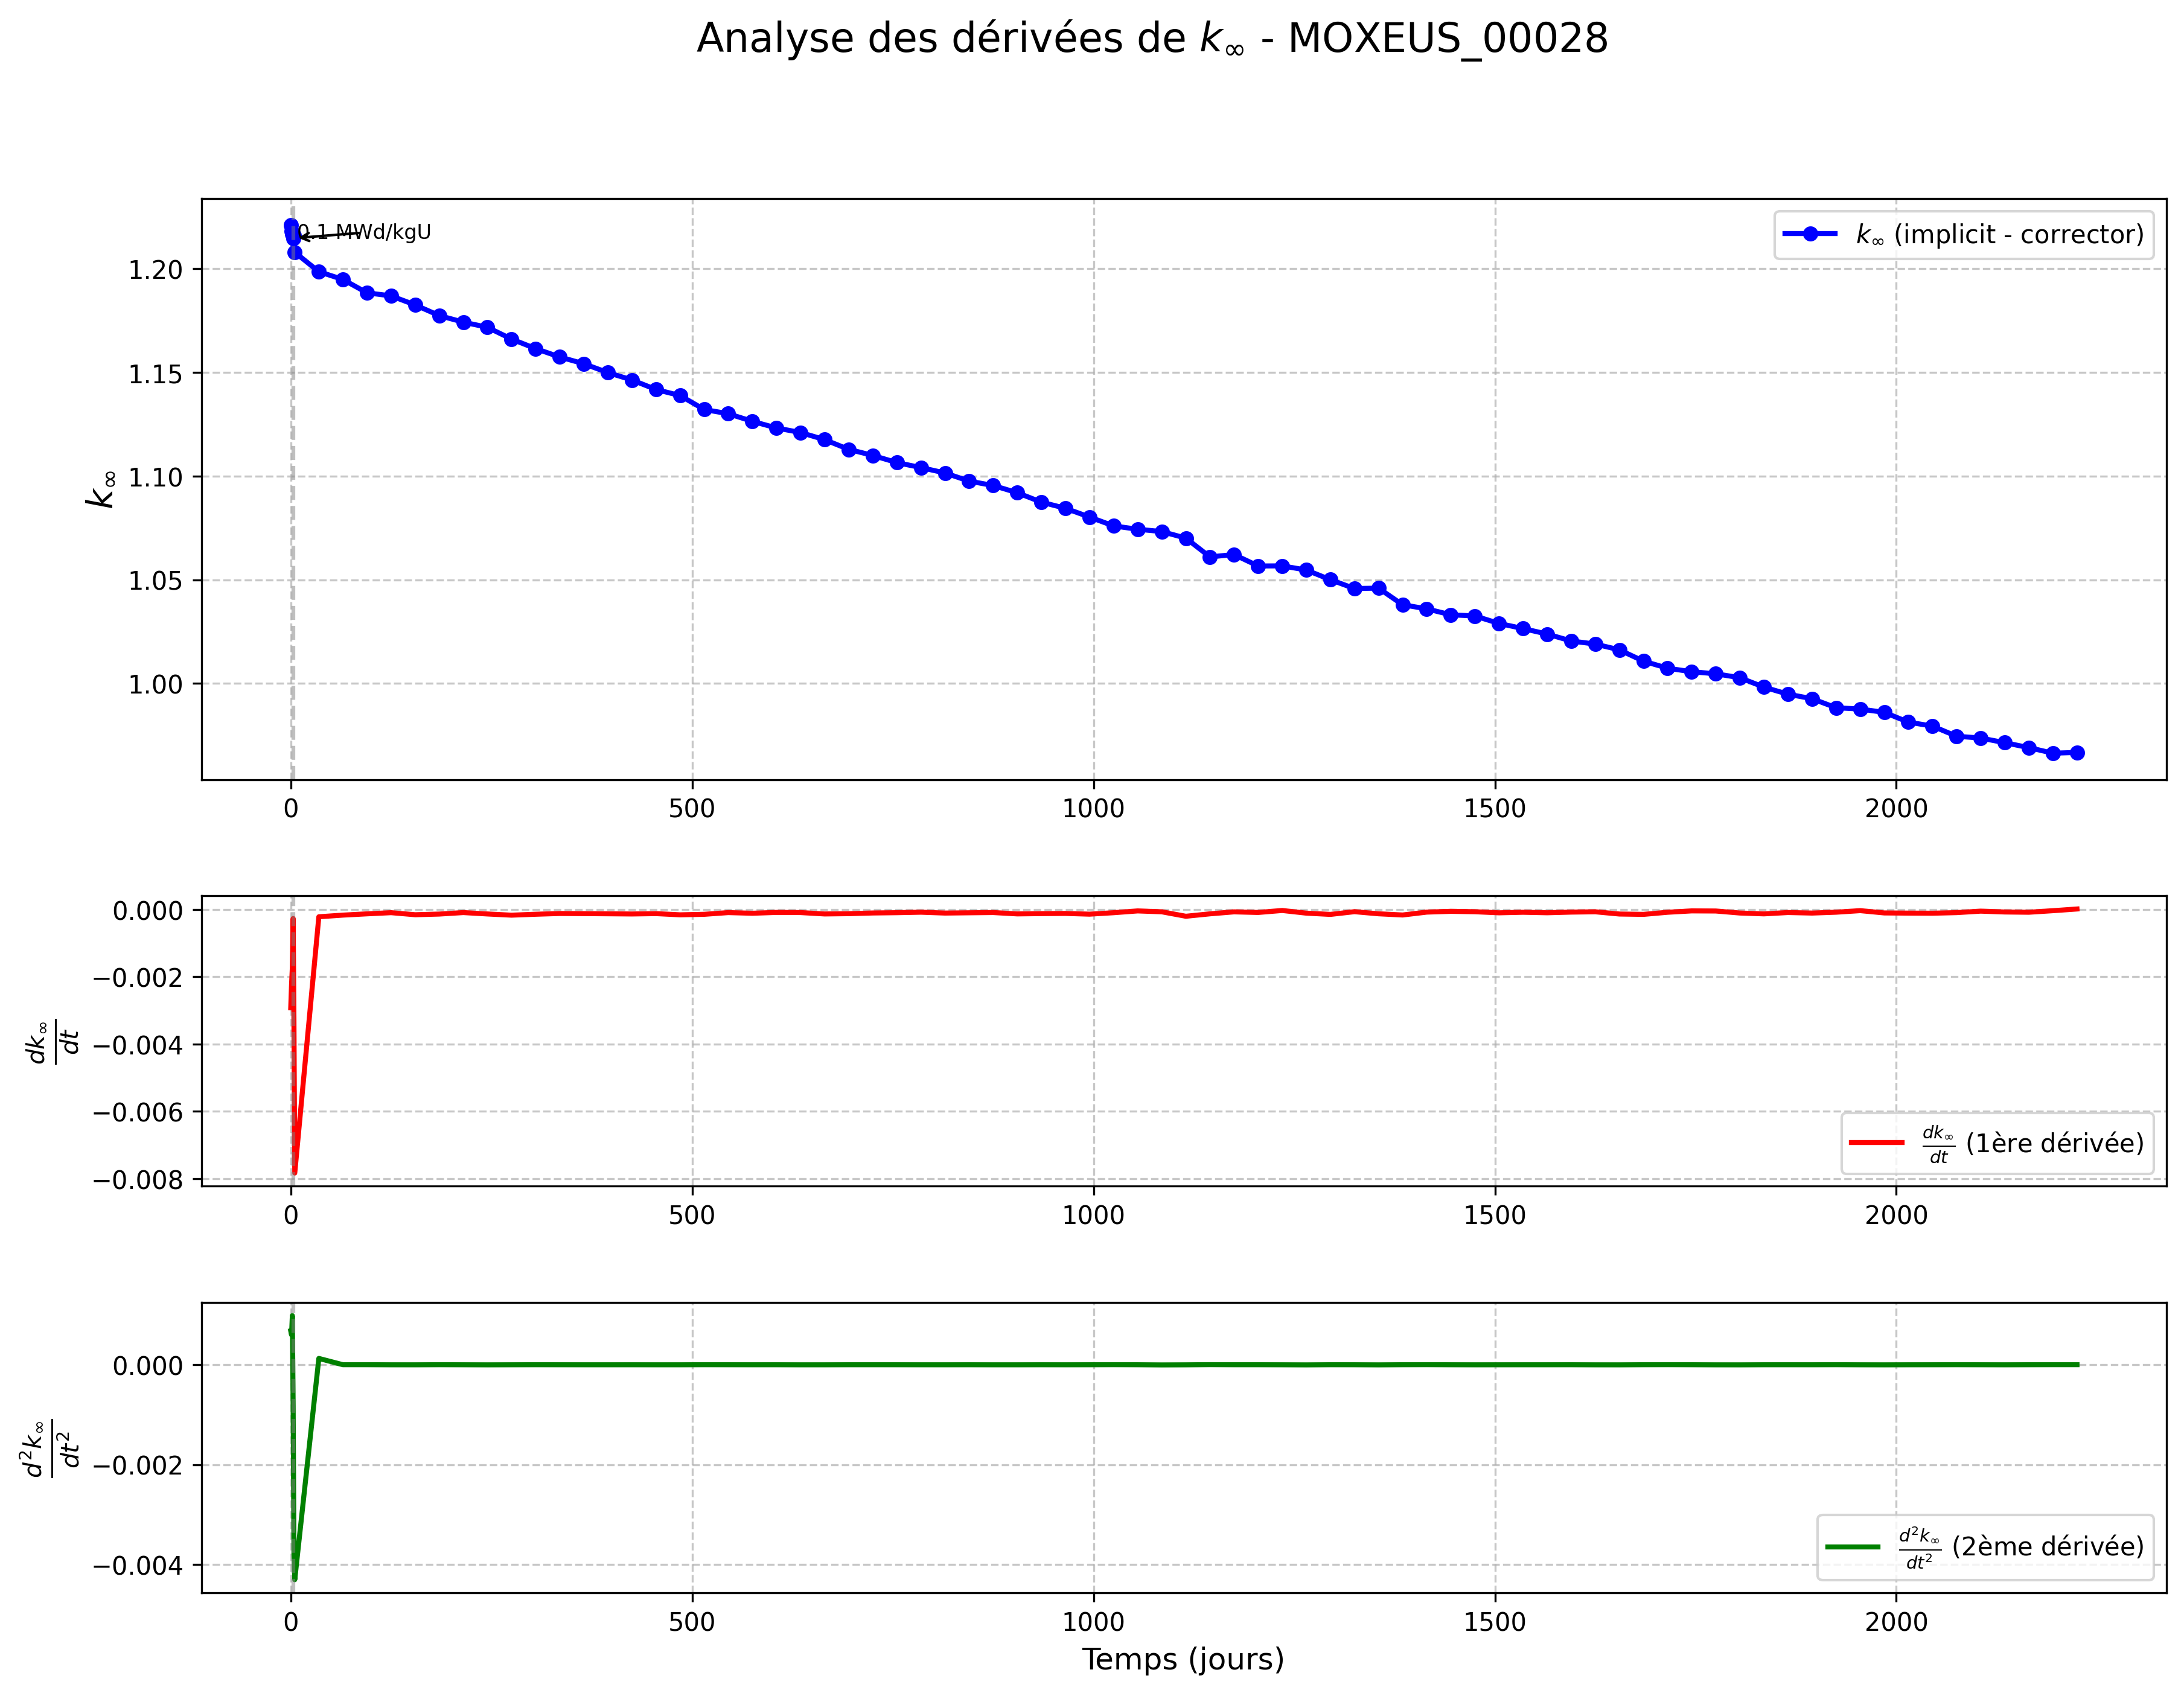 Analyse des dérivées de k∞ - MOXEUS_00028
0.1 MWd/kgU
k∞ (implicit - corrector)
k∞
1.20
1.15
1.10
1.05
1.00
0 500 1000 1500 2000
dk∞/dt
0.000
−0.002
−0.004
−0.006
−0.008
dk∞/dt (1ère dérivée)
0 500 1000 1500 2000
d²k∞/dt²
0.000
−0.002
−0.004
d²k∞/dt² (2ème dérivée)
0 500 1000 1500 2000
Temps (jours)